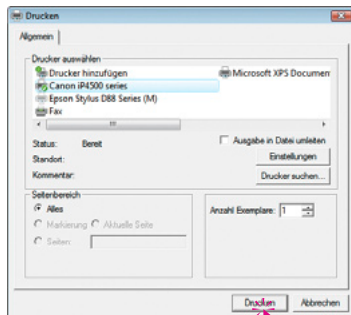 Drucken
Allgemein
Drucker auswählen
Drucker hinzufügen
Microsoft XPS Documen
Canon iP4500 series
Epson Stylus D88 Series (M)
Fax
Status: Bereit
Ausgabe in Datei umleiten
Standort:
Einstellungen
Kommentar:
Drucker suchen...
Seitenbereich
Alles
Anzahl Exemplare: 1
Markierung Aktuelle Seite
Seiten:
Drucken Abbrechen